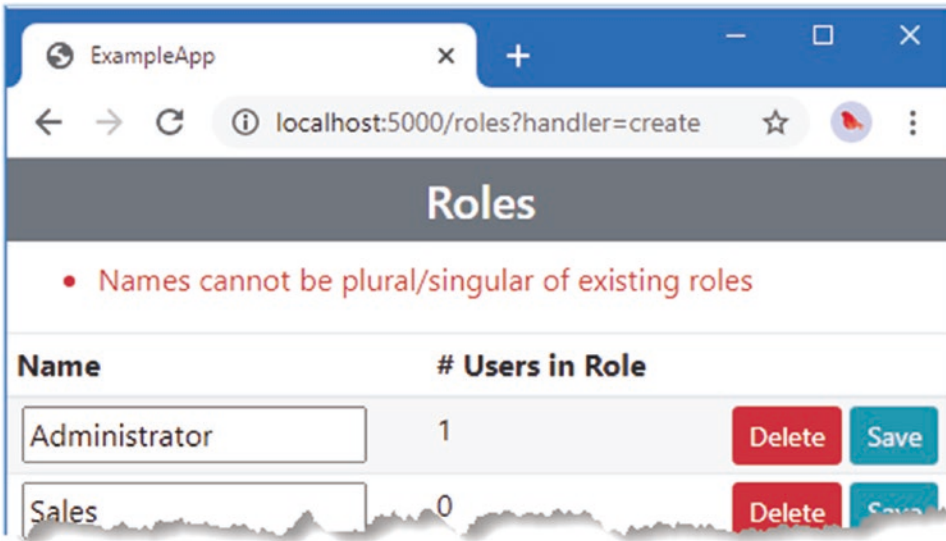 ExampleApp
localhost:5000/roles?handler=create
Roles
• Names cannot be plural/singular of existing roles
Name # Users in Role
Administrator 1 Delete Save
Sales 0 Delete Save